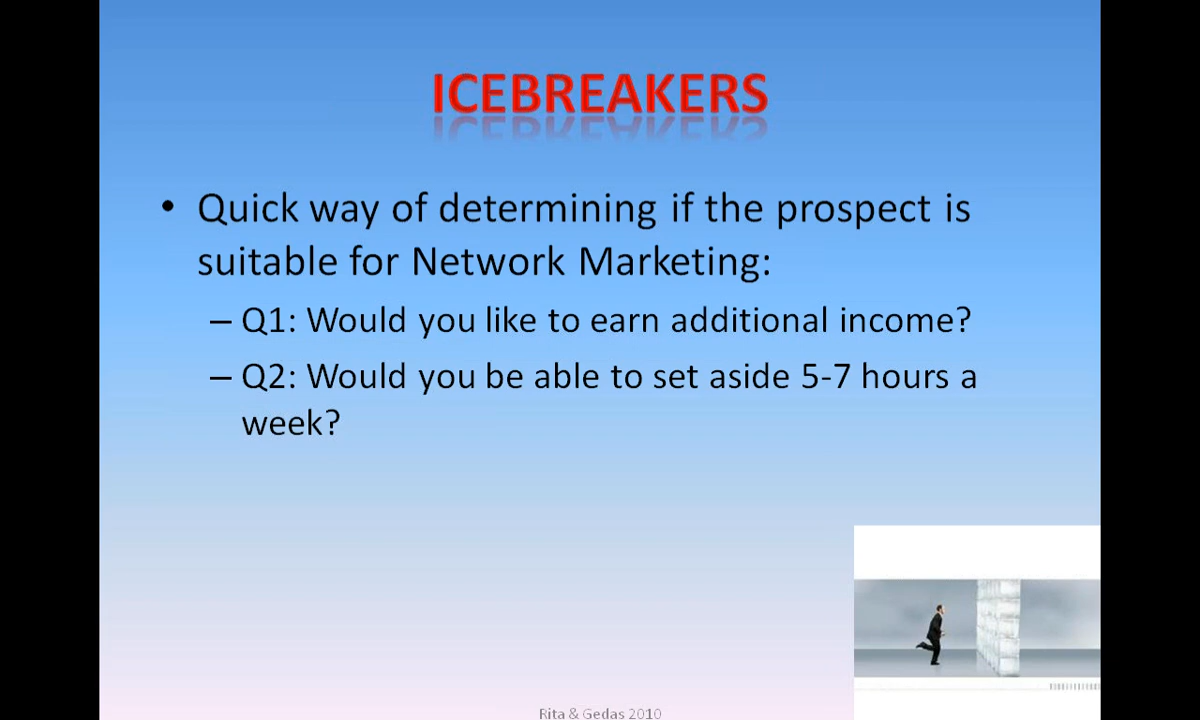 ICEBREAKERS
• Quick way of determining if the prospect is
suitable for Network Marketing:
– Q1: Would you like to earn additional income?
– Q2: Would you be able to set aside 5-7 hours a
week?
Rita & Gedas 2010